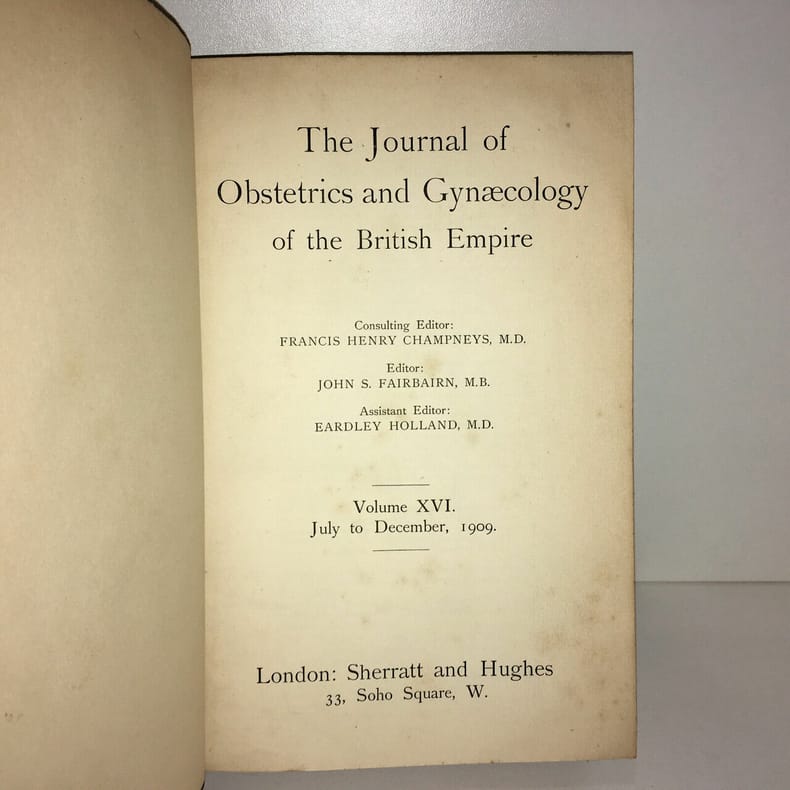 The Journal of
Obstetrics and Gynæcology
of the British Empire
Consulting Editor:
FRANCIS HENRY CHAMPNEYS, M.D.
Editor:
JOHN S. FAIRBAIRN, M.B.
Assistant Editor:
EARDLEY HOLLAND, M.D.
Volume XVI.
July to December, 1909.
London: Sherratt and Hughes
33, Soho Square, W.